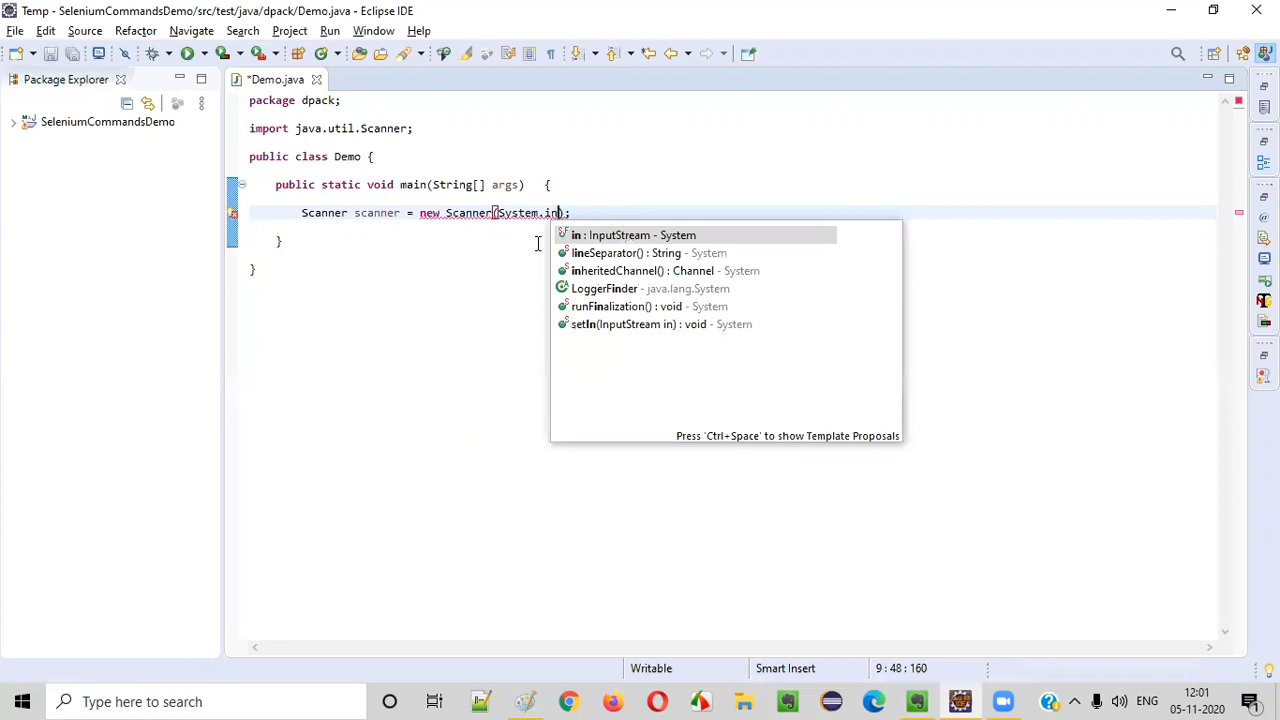 Temp - SeleniumCommandsDemo/src/test/java/dpack/Demo.java - Eclipse IDE
File Edit Source Refactor Navigate Search Project Run Window Help
Package Explorer
*Demo.java
SeleniumCommandsDemo
package dpack;
import java.util.Scanner;
public class Demo {
public static void main(String[] args) {
Scanner scanner = new Scanner(System.in);
}
}
in : InputStream - System
lineSeparator() : String - System
inheritedChannel() : Channel - System
LoggerFinder - java.lang.System
runFinalization() : void - System
setIn(InputStream in) : void - System
Press 'Ctrl+Space' to show Template Proposals
Writable Smart Insert 9 : 48 : 160
Type here to search
ENG
12:01
05-11-2020
1